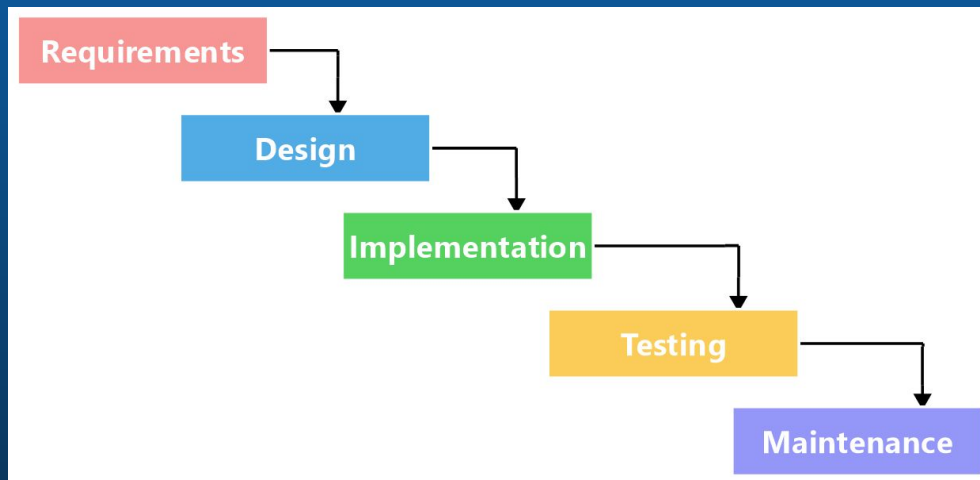 Requirements
Design
Implementation
Testing
Maintenance